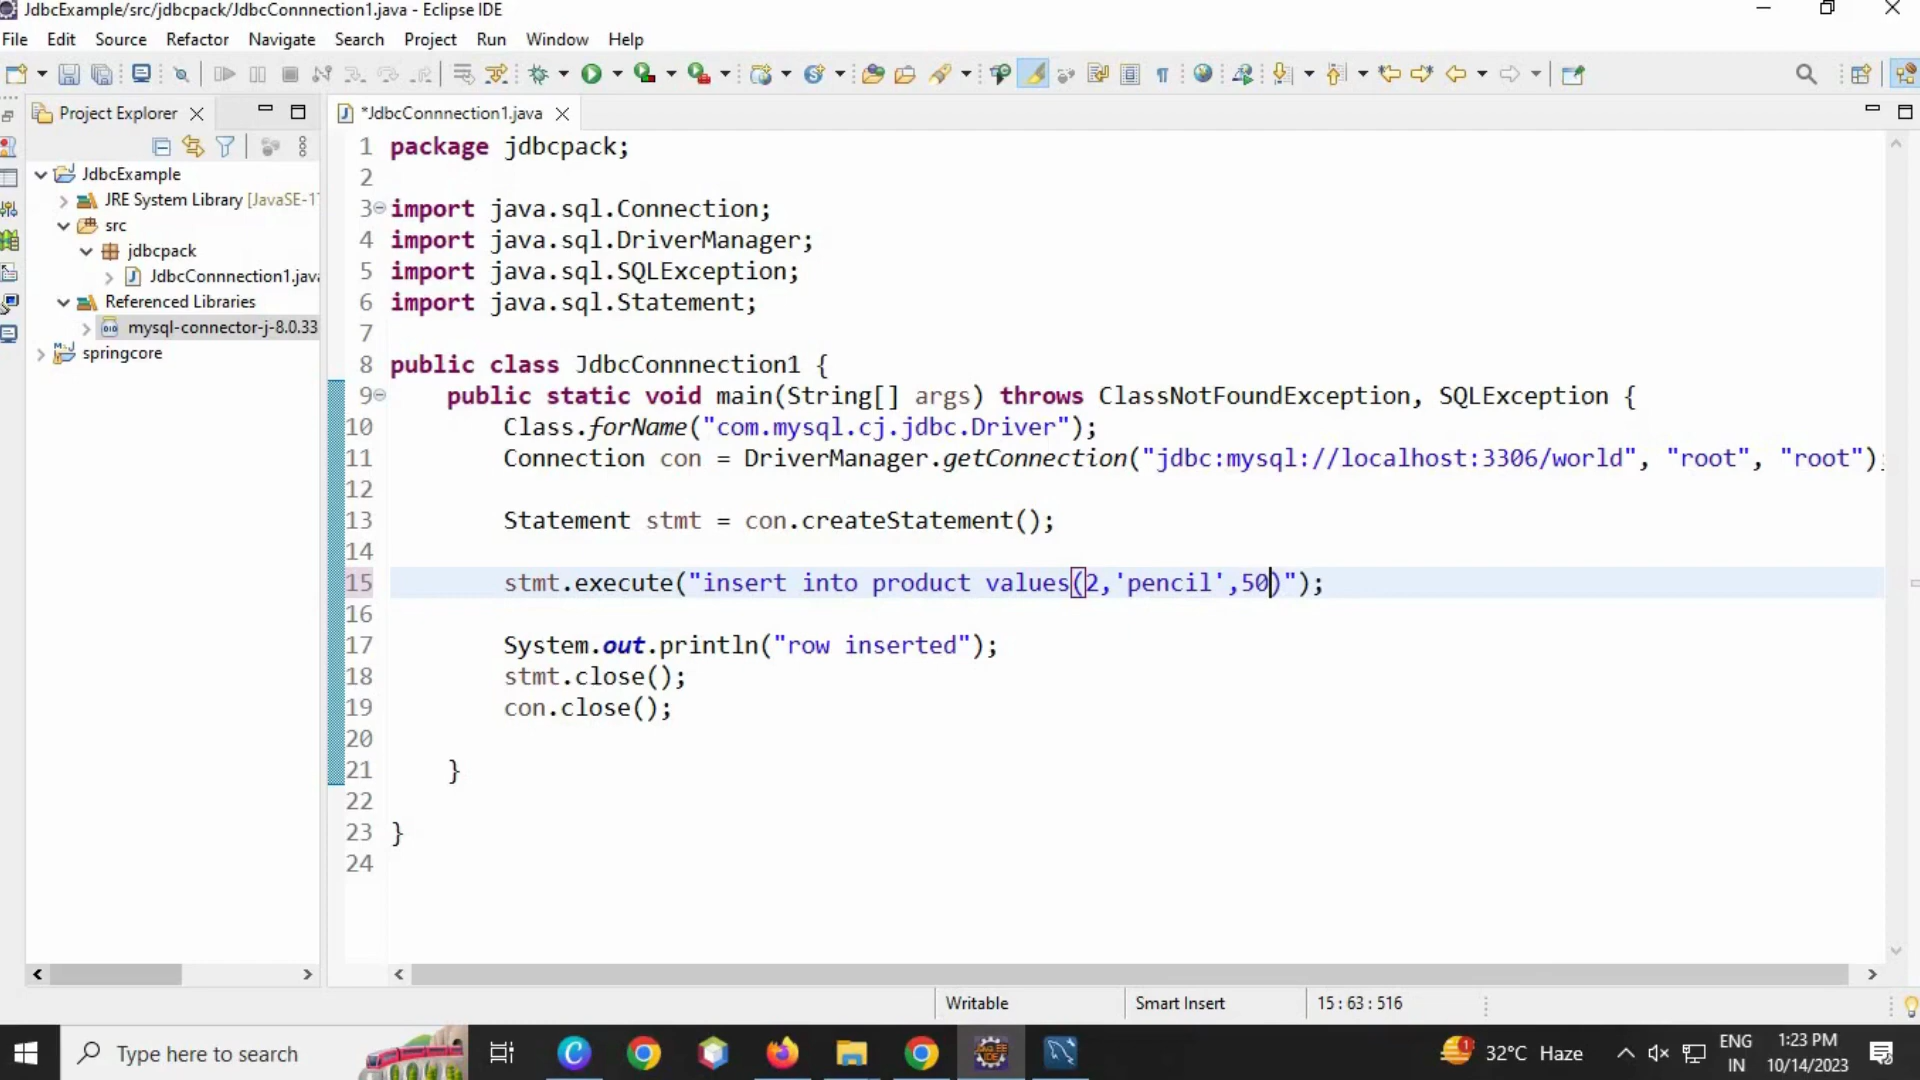 JdbcExample/src/jdbcpack/JdbcConnnection1.java - Eclipse IDE
File Edit Source Refactor Navigate Search Project Run Window Help
Project Explorer
*JdbcConnnection1.java
JdbcExample
JRE System Library [JavaSE-17
src
jdbcpack
JdbcConnnection1.java
Referenced Libraries
mysql-connector-j-8.0.33
springcore
1 package jdbcpack;
2
3 import java.sql.Connection;
4 import java.sql.DriverManager;
5 import java.sql.SQLException;
6 import java.sql.Statement;
7
8 public class JdbcConnnection1 {
9 public static void main(String[] args) throws ClassNotFoundException, SQLException {
10 Class.forName("com.mysql.cj.jdbc.Driver");
11 Connection con = DriverManager.getConnection("jdbc:mysql://localhost:3306/world", "root", "root");
12
13 Statement stmt = con.createStatement();
14
15 stmt.execute("insert into product values(2,'pencil',50)");
16
17 System.out.println("row inserted");
18 stmt.close();
19 con.close();
20
21 }
22
23 }
24
Writable Smart Insert 15 : 63 : 516
Type here to search
32°C Haze
ENG
IN
1:23 PM
10/14/2023